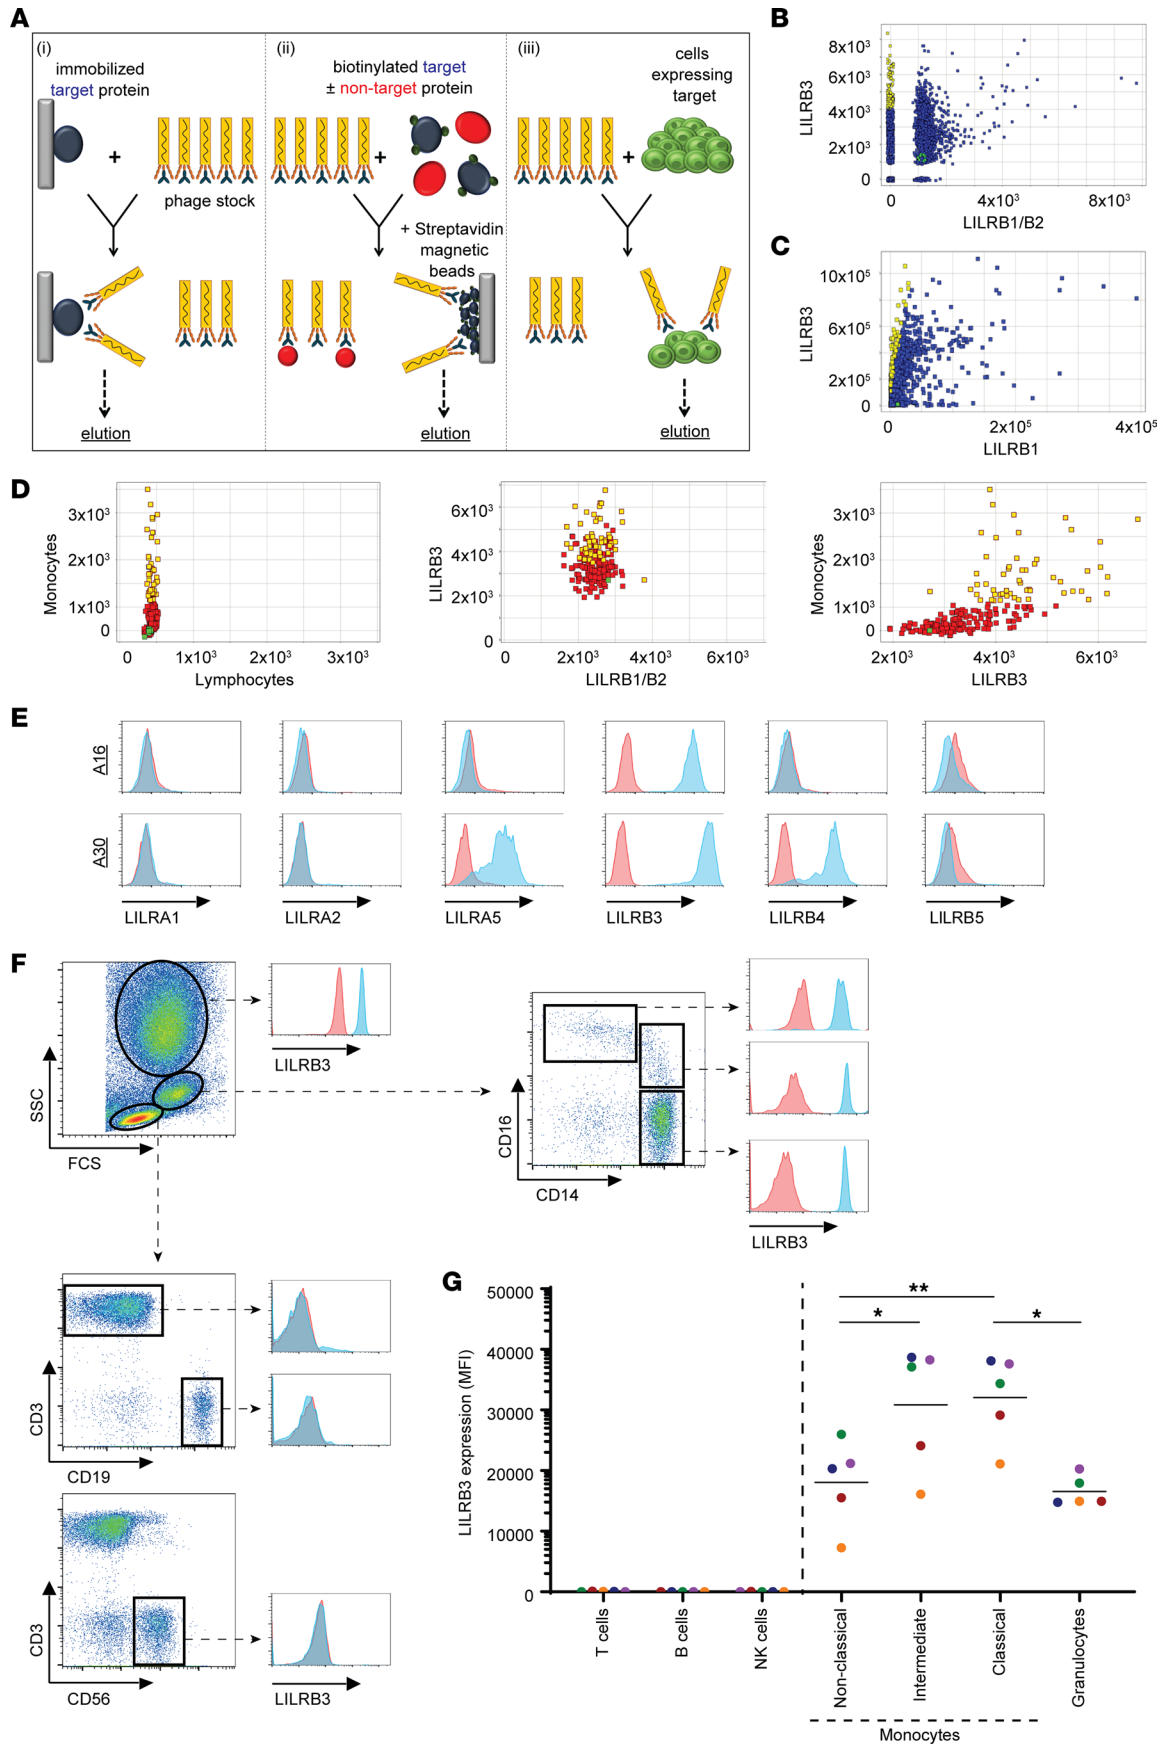 A
(i)
immobilized
target protein
+
phage stock
elution
(ii)
biotinylated target
± non-target protein
+
+ Streptavidin
magnetic
beads
elution
(iii)
cells
expressing
target
+
elution
B
LILRB3
8x10³
6x10³
4x10³
2x10³
0
0
4x10³
8x10³
LILRB1/B2
C
LILRB3
10x10⁵
6x10⁵
2x10⁵
0
0
2x10⁵
4x10⁵
LILRB1
D
Monocytes
3x10³
2x10³
1x10³
0
0
1x10³
2x10³
3x10³
Lymphocytes
LILRB3
6x10³
4x10³
2x10³
0
0
2x10³
4x10³
6x10³
LILRB1/B2
Monocytes
3x10³
1x10³
0
2x10³
4x10³
6x10³
LILRB3
E
A16
A30
LILRA1
LILRA2
LILRA5
LILRB3
LILRB4
LILRB5
F
SSC
FCS
LILRB3
CD16
CD14
LILRB3
CD3
CD19
CD3
CD56
LILRB3
G
LILRB3 expression (MFI)
50000
40000
30000
20000
10000
0
**
*
*
T cells
B cells
NK cells
Non-classical
Intermediate
Classical
Granulocytes
Monocytes